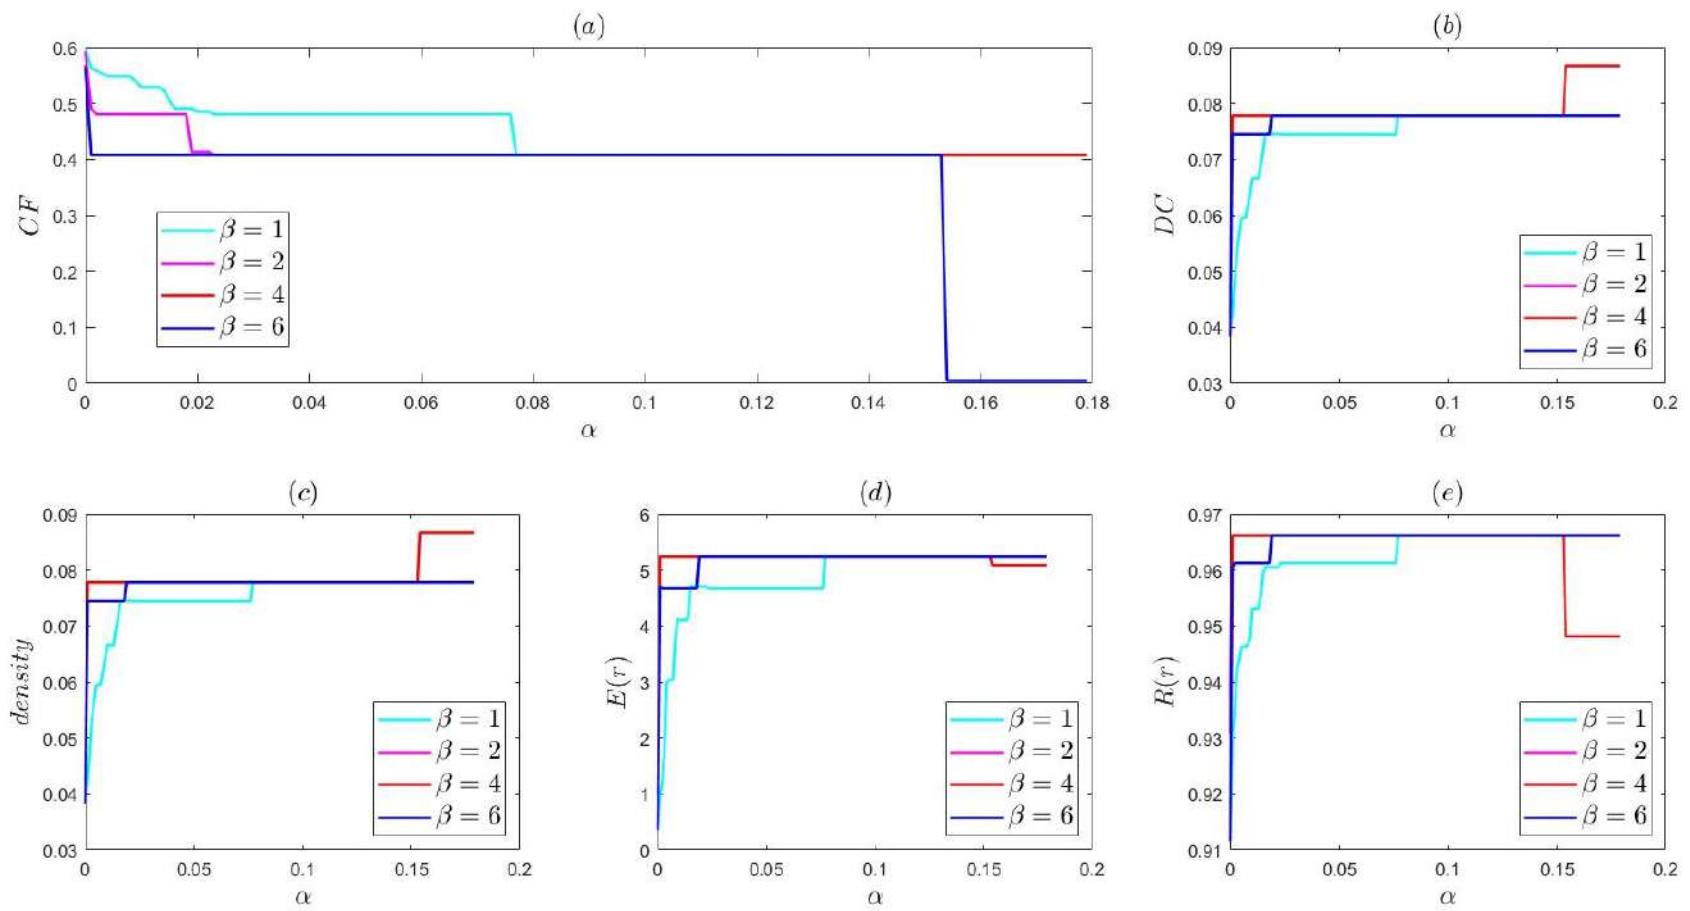 (a)
0.6
0.5
0.4
0.3
0.2
0.1
0
CF
β = 1
β = 2
β = 4
β = 6
0 0.02 0.04 0.06 0.08 0.1 0.12 0.14 0.16 0.18
α
(b)
0.09
0.08
0.07
0.06
0.05
0.04
0.03
DC
β = 1
β = 2
β = 4
β = 6
0 0.05 0.1 0.15 0.2
α
(c)
0.09
0.08
0.07
0.06
0.05
0.04
0.03
density
β = 1
β = 2
β = 4
β = 6
0 0.05 0.1 0.15 0.2
α
(d)
6
5
4
3
2
1
0
E(r)
β = 1
β = 2
β = 4
β = 6
0 0.05 0.1 0.15 0.2
α
(e)
0.97
0.96
0.95
0.94
0.93
0.92
0.91
R(r)
β = 1
β = 2
β = 4
β = 6
0 0.05 0.1 0.15 0.2
α